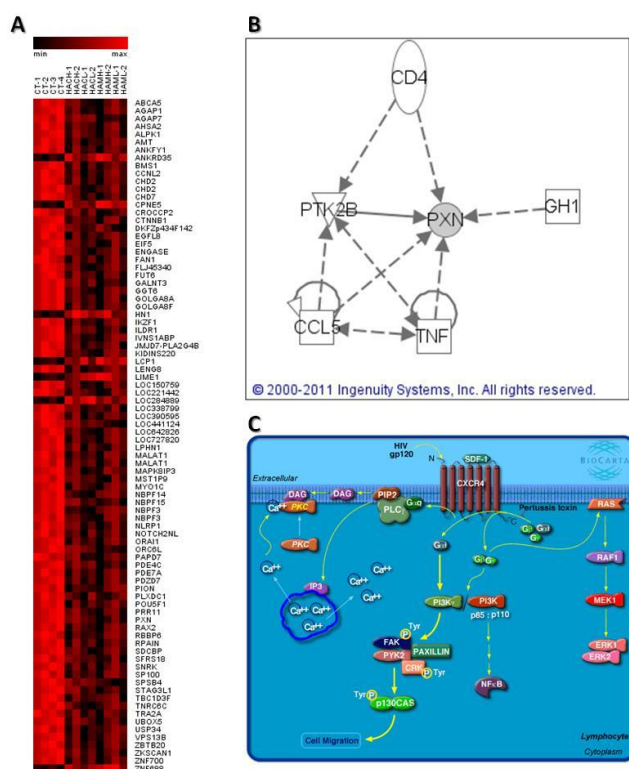 A
min max
CT-1
CT-2
CT-3
CT-4
HACH-1
HACH-2
HACL-1
HACL-2
HAMH-1
HAMH-2
HAML-1
HAML-2
ABCA5
AGAP1
AGAP7
AHSA2
ALPK1
AMT
ANKFY1
ANKRD35
BMS1
CCNL2
CHD2
CHD2
CHD7
CPNE5
CROCCP2
CTNNB1
DKFZp434F142
EGFL8
EIF5
ENGASE
FAN1
FLJ45340
FUT6
GALNT3
GGT6
GOLGA8A
GOLGA8F
HN1
IKZF1
ILDR1
IVNS1ABP
JMJD7-PLA2G4B
KIDINS220
LCP1
LENG8
LIME1
LOC150759
LOC221442
LOC284889
LOC338799
LOC390595
LOC441124
LOC642826
LOC727820
LPHN1
MALAT1
MALAT1
MAPK8IP3
MST1P9
MYO1C
NBPF14
NBPF15
NBPF3
NBPF3
NLRP1
NOTCH2NL
ORAI1
ORC6L
PAPD7
PDE4C
PDE7A
PDZD7
PION
PLXDC1
POU5F1
PRR11
PXN
RAX2
RBBP6
RPAIN
SDCBP
SFRS18
SNRK
SP100
SPSB4
STAG3L1
TBC1D3F
TNRC6C
TRA2A
UBOX5
USP34
VPS13B
ZBTB20
ZKSCAN1
ZNF700
ZNF688
B
CD4
PTK2B PXN GH1
CCL5 TNF
© 2000-2011 Ingenuity Systems, Inc. All rights reserved.
C
HIV
gp120
N
SDF-1
BIOCARTA
Extracellular
CXCR4
DAG DAG PIP2
Ca++ PKC PLC Gαq
C
Pertussis toxin
RAS
PKC
Gαi Gαi
RAF1
Ca++ IP3 Ca++
Ca++ Ca++
Ca++ Ca++
Ca++ Ca++
PI3Kγ PI3K
p85 : p110
MEK1
FAK P Tyr
PYK2 PAXILLIN
CRK P Tyr
ERK1
ERK2
NFκB
Tyr P
p130CAS
Cell Migration
Lymphocyte
Cytoplasm